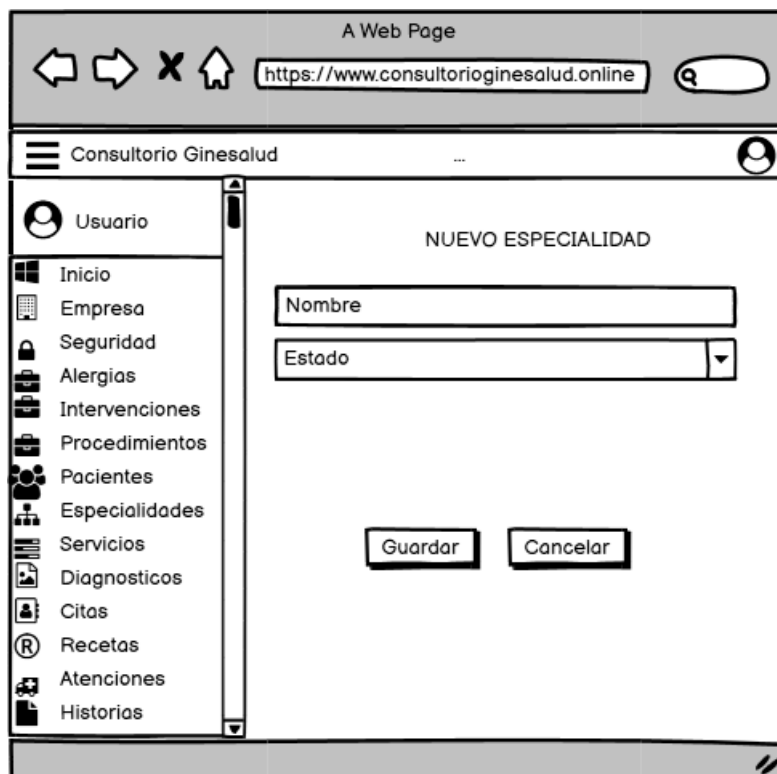 A Web Page
https://www.consultorioginesalud.online
Consultorio Ginesalud
...
Usuario
NUEVO ESPECIALIDAD
Inicio
Empresa
Seguridad
Alergias
Intervenciones
Procedimientos
Pacientes
Especialidades
Servicios
Diagnosticos
Citas
Recetas
Atenciones
Historias
Nombre
Estado
Guardar
Cancelar